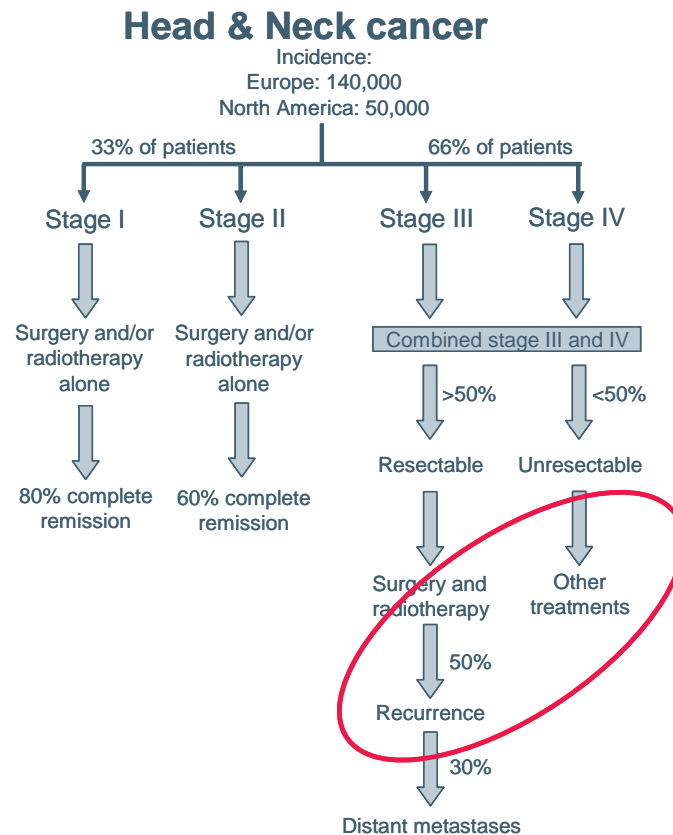 Head & Neck cancer
Incidence:
Europe: 140,000
North America: 50,000
33% of patients
66% of patients
Stage I
Stage II
Stage III
Stage IV
Surgery and/or
radiotherapy
alone
Surgery and/or
radiotherapy
alone
Combined stage III and IV
>50%
<50%
Resectable
Unresectable
80% complete
remission
60% complete
remission
Surgery and
radiotherapy
Other
treatments
50%
Recurrence
30%
Distant metastases